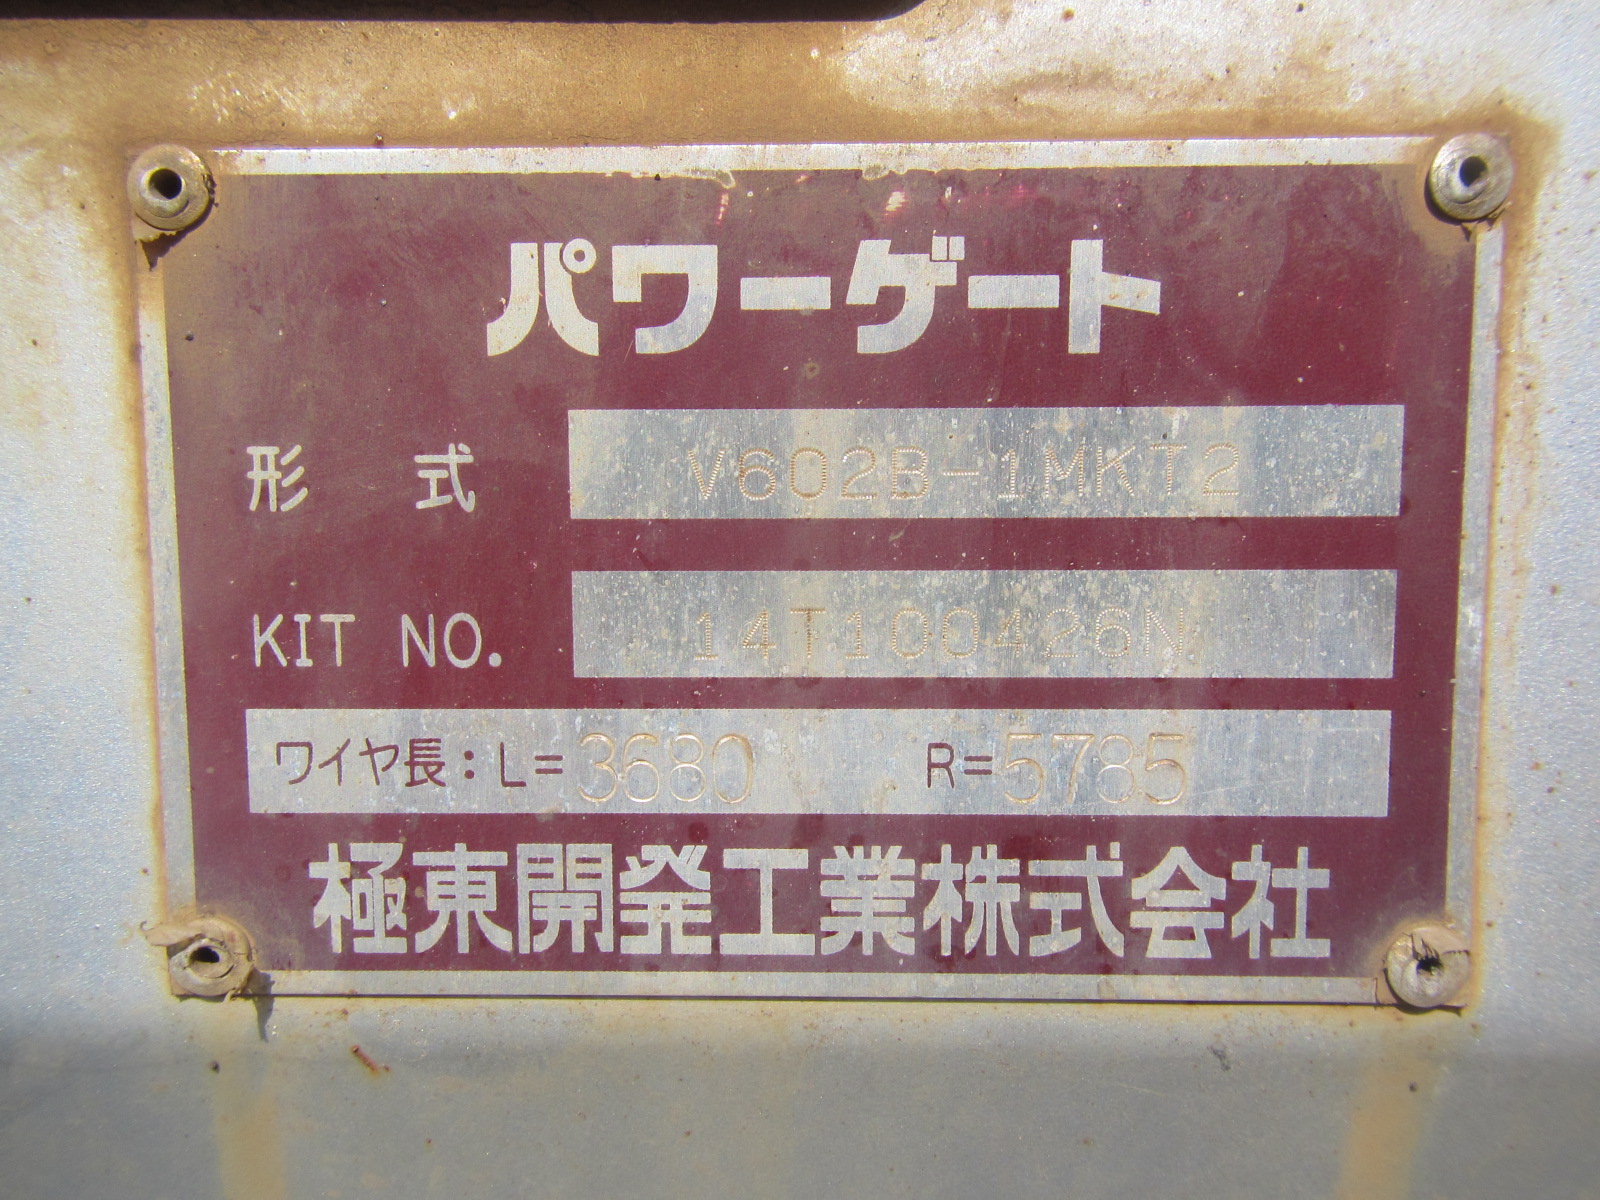 パワーゲート
形 式 V602B-1MKT2
KIT NO. 14T100426N
ワイヤ長：L=3680 R=5785
極東開発工業株式会社